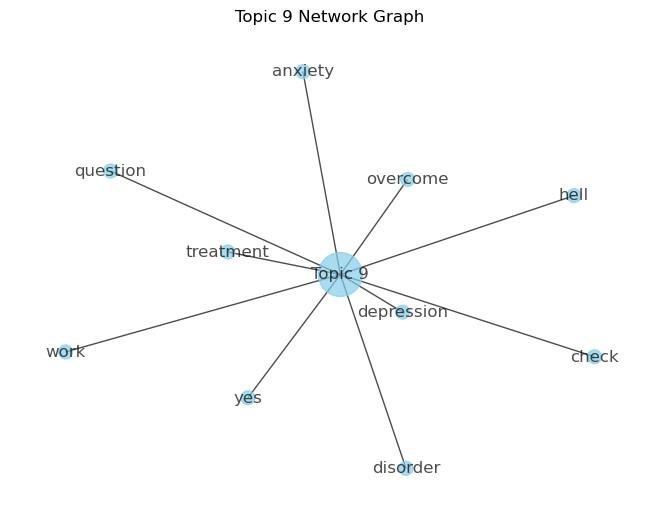 Topic 9 Network Graph
anxiety
question
overcome
hell
treatment
Topic 9
depression
work
check
yes
disorder